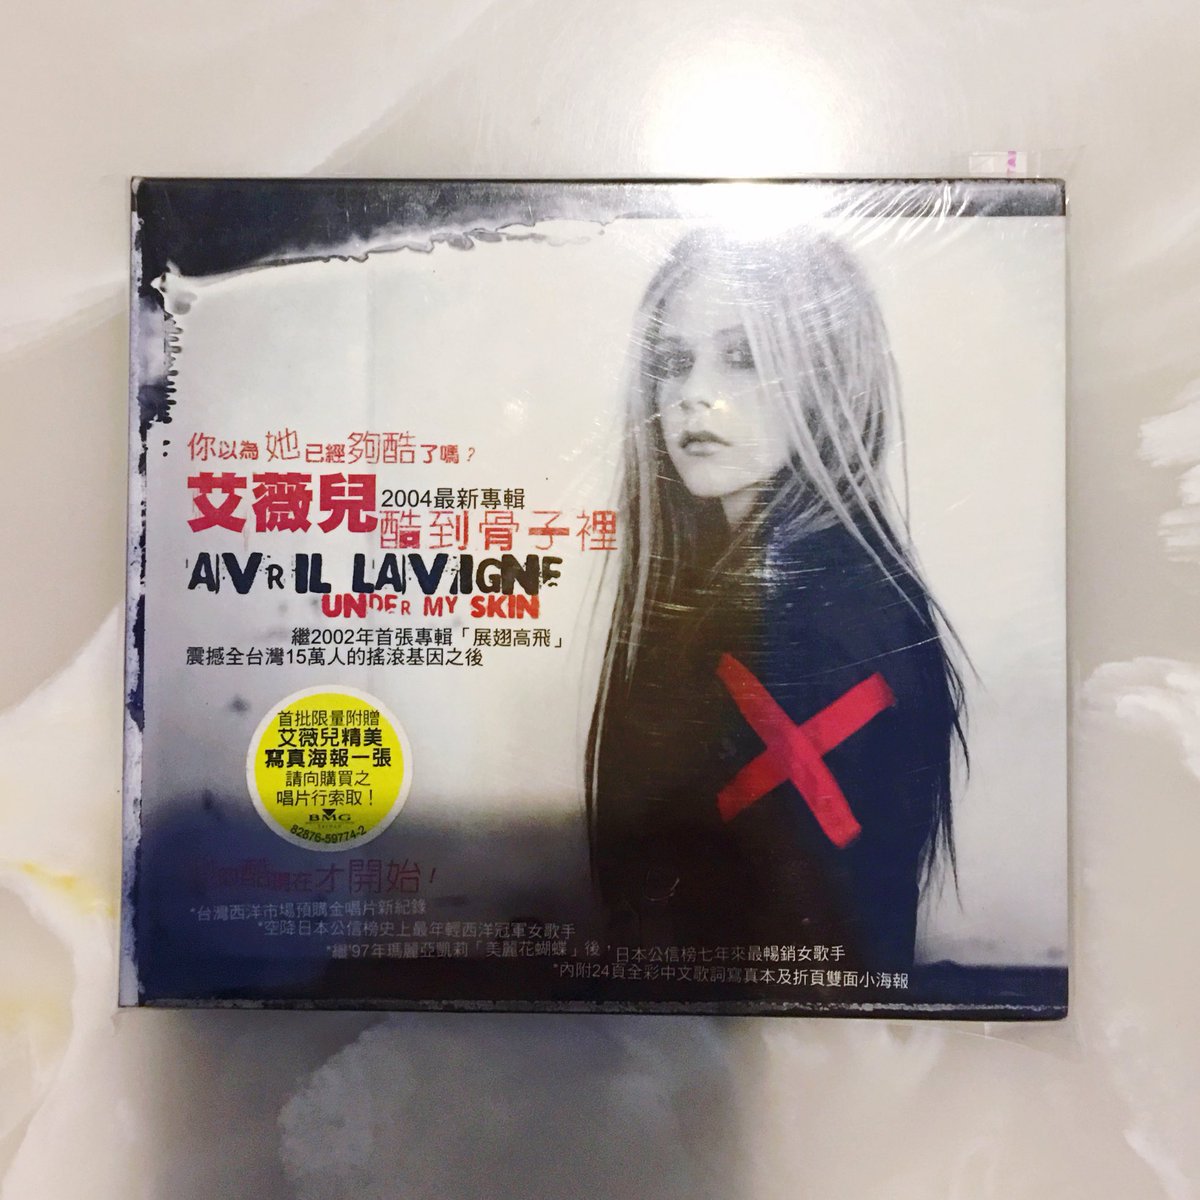 你以為她已經夠酷了嗎？
艾薇兒2004最新專輯
酷到骨子裡
AVRIL LAVIGNE
UNDER MY SKIN
繼2002年首張專輯「展翅高飛」
震撼全台灣15萬人的搖滾基因之後
首批限量附贈
艾薇兒精美
寫真海報一張
請向購買之
唱片行索取！
BMG
82876-59774-2
酷現在才開始！
*台灣西洋市場預購金唱片新紀錄
*空降日本公信榜史上最年輕西洋冠軍女歌手
*繼'97年瑪麗亞凱莉「美麗花蝴蝶」後，日本公信榜七年來最暢銷女歌手
*內附24頁全彩中文歌詞寫真本及折頁雙面小海報